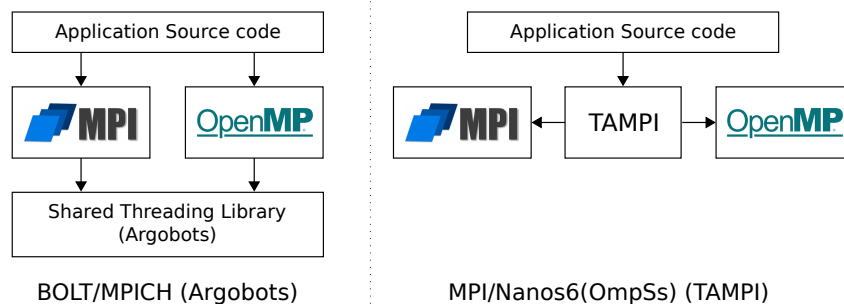 Application Source code
MPI
OpenMP
Shared Threading Library
(Argobots)
BOLT/MPICH (Argobots)
Application Source code
MPI
TAMPI
OpenMP
MPI/Nanos6(OmpSs) (TAMPI)